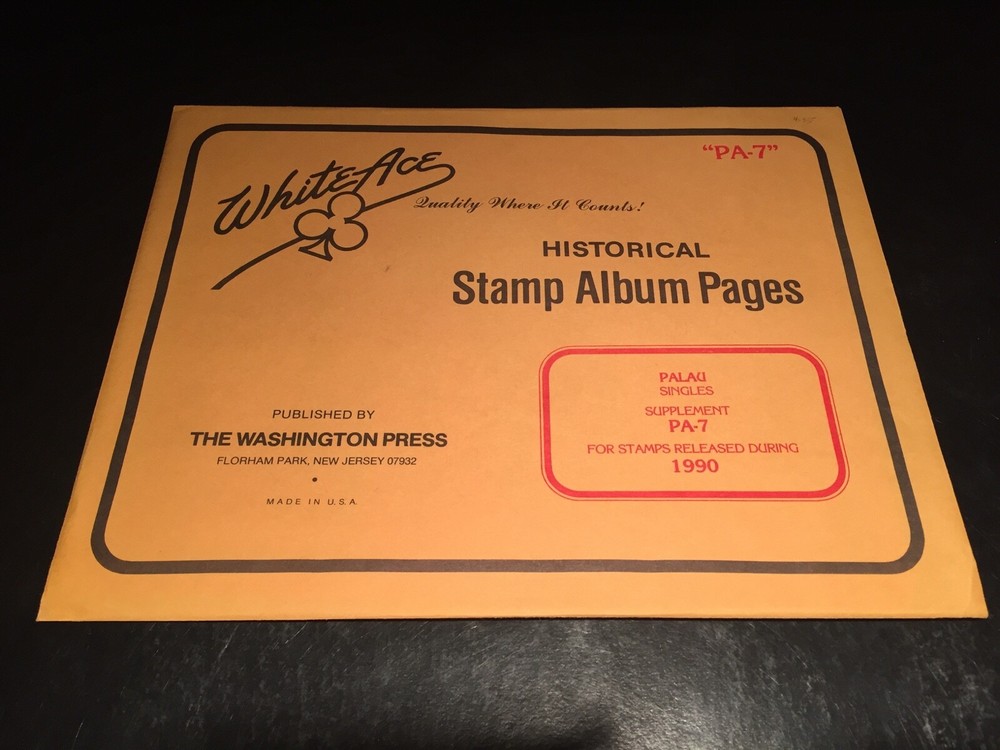 "PA-7"
White Ace
Quality Where It Counts!
HISTORICAL
Stamp Album Pages
PALAU
SINGLES
SUPPLEMENT
PA-7
FOR STAMPS RELEASED DURING
1990
PUBLISHED BY
THE WASHINGTON PRESS
FLORHAM PARK, NEW JERSEY 07932
MADE IN U.S.A.